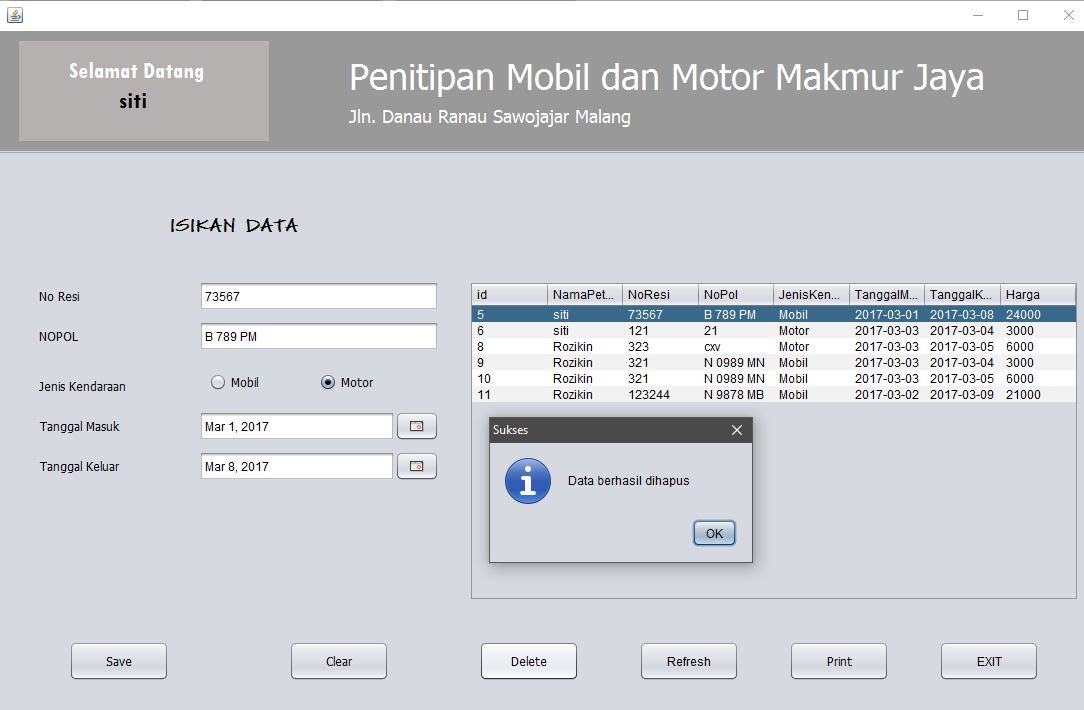 Selamat Datang
siti
Penitipan Mobil dan Motor Makmur Jaya
Jln. Danau Ranau Sawojajar Malang
ISIKAN DATA
No Resi 73567
NOPOL B 789 PM
Jenis Kendaraan Mobil Motor
Tanggal Masuk Mar 1, 2017
Tanggal Keluar Mar 8, 2017
id NamaPet... NoResi NoPol JenisKen... TanggalM... TanggalK... Harga
5 siti 73567 B 789 PM Mobil 2017-03-01 2017-03-08 24000
6 siti 121 21 Motor 2017-03-03 2017-03-04 3000
8 Rozikin 323 cxv Motor 2017-03-03 2017-03-05 6000
9 Rozikin 321 N 0989 MN Mobil 2017-03-03 2017-03-04 3000
10 Rozikin 321 N 0989 MN Mobil 2017-03-03 2017-03-05 6000
11 Rozikin 123244 N 9878 MB Mobil 2017-03-02 2017-03-09 21000
Sukses
Data berhasil dihapus
OK
Save Clear Delete Refresh Print EXIT